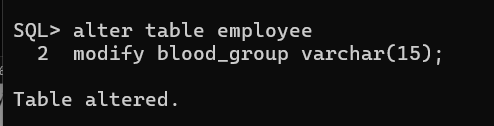 SQL> alter table employee
  2  modify blood_group varchar(15);
Table altered.